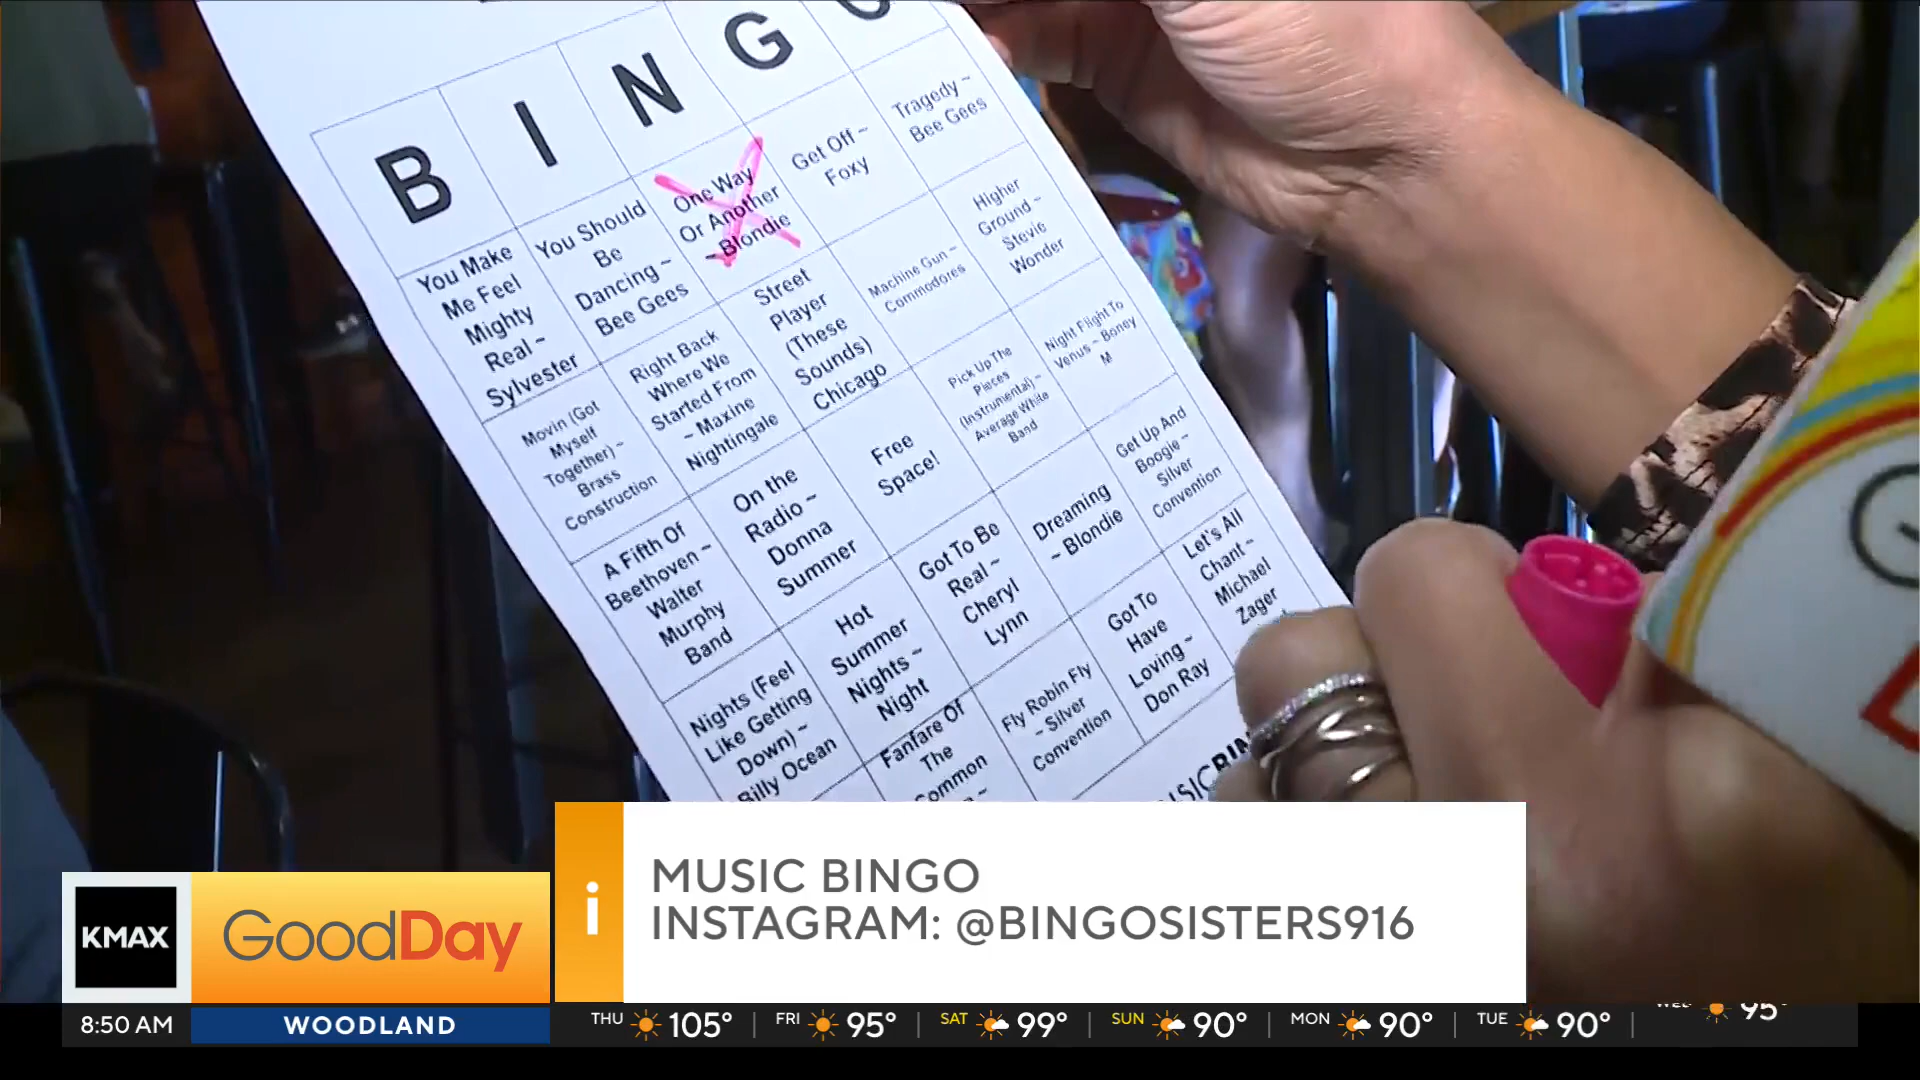 B I N G O
You Make
Me Feel
Mighty
Real ~
Sylvester
You Should
Be
Dancing ~
Bee Gees
One Way
Or Another
~ Blondie
Get Off ~
Foxy
Tragedy ~
Bee Gees
Movin (Got
Myself
Together) ~
Brass
Construction
Right Back
Where We
Started From
~ Maxine
Nightingale
Street
Player
(These
Sounds)
Chicago
Machine Gun ~
Commodores
Higher
Ground ~
Stevie
Wonder
A Fifth Of
Beethoven ~
Walter
Murphy
Band
On the
Radio ~
Donna
Summer
Free
Space!
Pick Up The
Pieces
(Instrumental) ~
Average White
Band
Night Flight To
Venus ~ Boney
M
Nights (Feel
Like Getting
Down) ~
Billy Ocean
Hot
Summer
Nights ~
Night
Got To Be
Real ~
Cheryl
Lynn
Dreaming
~ Blondie
Get Up And
Boogie ~
Silver
Convention
Fanfare Of
The
Common
Fly Robin Fly
~ Silver
Convention
Got To
Have
Loving ~
Don Ray
Let's All
Chant ~
Michael
Zager
MUSIC BINGO
INSTAGRAM: @BINGOSISTERS916
i
KMAX
GoodDay
8:50 AM
WOODLAND
THU 105° FRI 95° SAT 99° SUN 90° MON 90° TUE 90° WED 95°